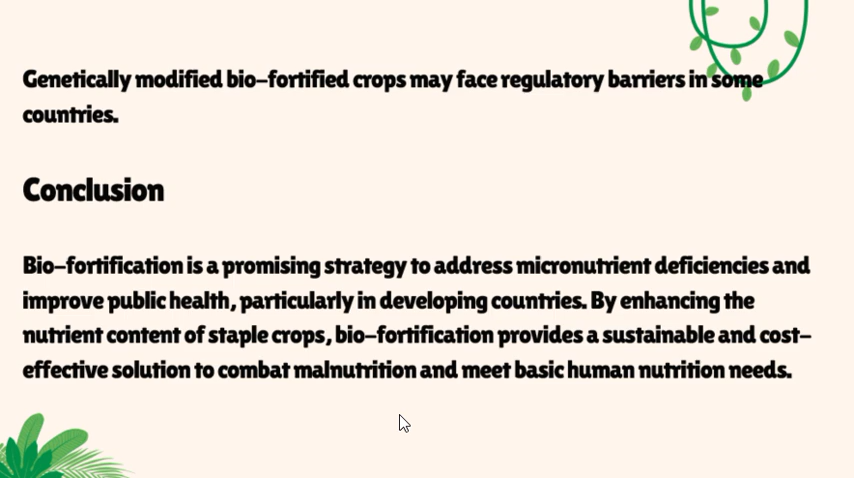 Genetically modified bio-fortified crops may face regulatory barriers in some
countries.
Conclusion
Bio-fortification is a promising strategy to address micronutrient deficiencies and
improve public health, particularly in developing countries. By enhancing the
nutrient content of staple crops, bio-fortification provides a sustainable and cost-
effective solution to combat malnutrition and meet basic human nutrition needs.